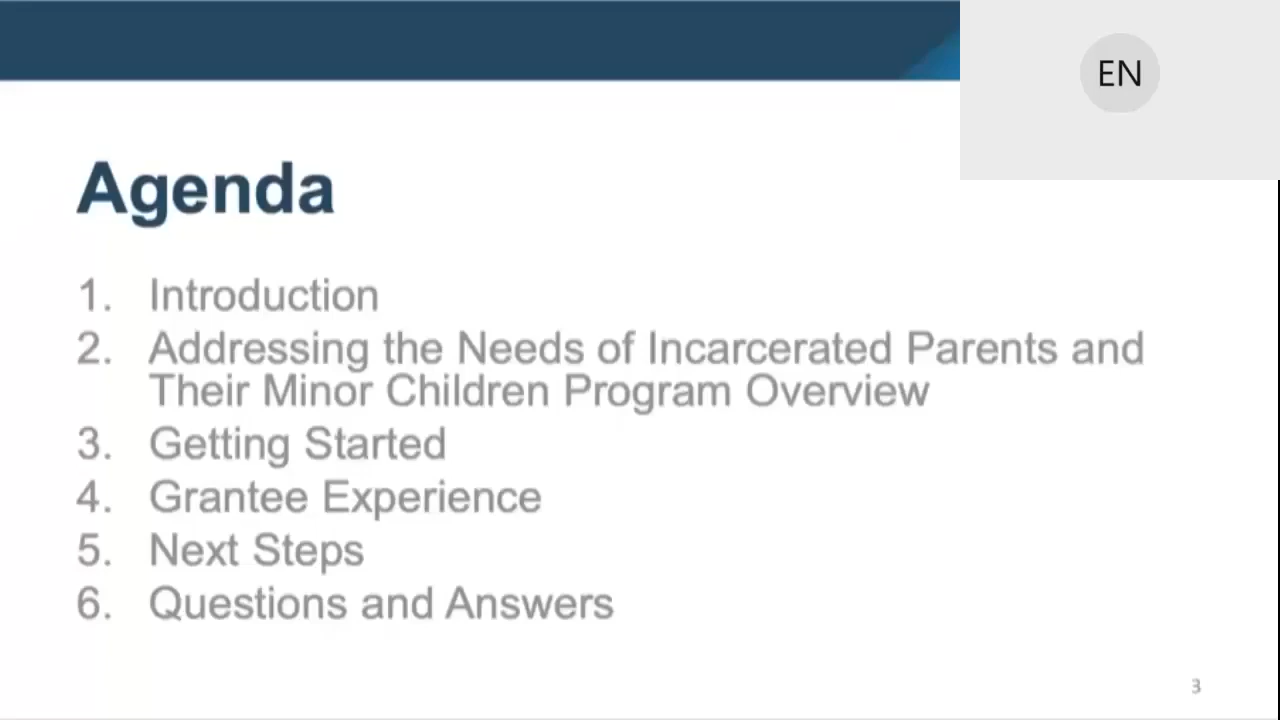 EN
Agenda
1. Introduction
2. Addressing the Needs of Incarcerated Parents and
Their Minor Children Program Overview
3. Getting Started
4. Grantee Experience
5. Next Steps
6. Questions and Answers
3